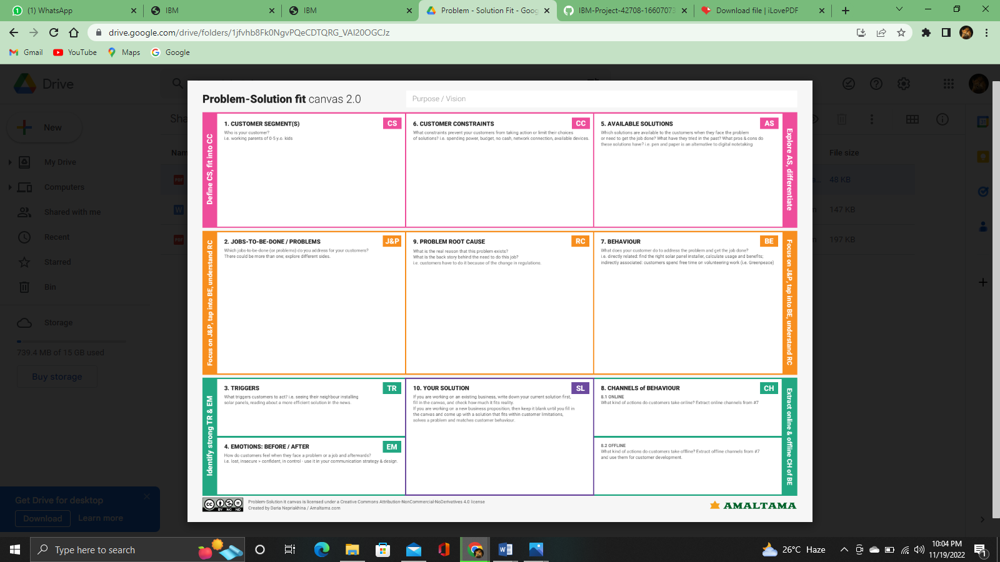 (1) WhatsApp
IBM
IBM
Problem - Solution Fit - Goog
IBM-Project-42708-16607073
Download file | iLovePDF
drive.google.com/drive/folders/1jfvhb8Fk0NgvPQeCDTQRG_VAI20OGCJz
Gmail
YouTube
Maps
Google
Drive
New
My Drive
Computers
Shared with me
Recent
Starred
Bin
Storage
739.4 MB of 15 GB used
Buy storage
Get Drive for desktop
Download
Learn more
Sha
Nam
File size
48 KB
147 KB
197 KB
Problem-Solution fit canvas 2.0
Purpose / Vision
Define CS, fit into CC
1. CUSTOMER SEGMENT(S)
CS
Who is your customer?
i.e. working parents of 0-5 y.o. kids
6. CUSTOMER CONSTRAINTS
CC
What constraints prevent your customers from taking action or limit their choices
of solutions? i.e. spending power, budget, no cash, network connection, available devices.
5. AVAILABLE SOLUTIONS
AS
Which solutions are available to the customers when they face the problem
or need to get the job done? What have they tried in the past? What pros & cons do
these solutions have? i.e. pen and paper is an alternative to digital notetaking
Explore AS, differentiate
Focus on J&P, tap into BE, understand RC
2. JOBS-TO-BE-DONE / PROBLEMS
J&P
Which jobs-to-be-done (or problems) do you address for your customers?
There could be more than one; explore different sides.
9. PROBLEM ROOT CAUSE
RC
What is the real reason that this problem exists?
What is the back story behind the need to do this job?
i.e. customers have to do it because of the change in regulations.
7. BEHAVIOUR
BE
What does your customer do to address the problem and get the job done?
i.e. directly related: find the right solar panel installer, calculate usage and benefits;
indirectly associated: customers spend free time on volunteering work (i.e. Greenpeace)
Focus on J&P, tap into BE, understand RC
Identify strong TR & EM
3. TRIGGERS
TR
What triggers customers to act? i.e. seeing their neighbour installing
solar panels, reading about a more efficient solution in the news.
4. EMOTIONS: BEFORE / AFTER
EM
How do customers feel when they face a problem or a job and afterwards?
i.e. lost, insecure > confident, in control - use it in your communication strategy & design.
10. YOUR SOLUTION
SL
If you are working on an existing business, write down your current solution first,
fill in the canvas, and check how much it fits reality.
If you are working on a new business proposition, then keep it blank until you fill in
the canvas and come up with a solution that fits within customer limitations,
solves a problem and matches customer behaviour.
8. CHANNELS of BEHAVIOUR
CH
8.1 ONLINE
What kind of actions do customers take online? Extract online channels from #7
8.2 OFFLINE
What kind of actions do customers take offline? Extract offline channels from #7
and use them for customer development.
Extract online & offline CH of BE
CC BY NC ND
Problem-Solution it canvas is licensed under a Creative Commons Attribution-NonCommercial-NoDerivatives 4.0 license
Created by Daria Nepriakhina / Amaltama.com
AMALTAMA
Type here to search
26°C Haze
10:04 PM
11/19/2022
1